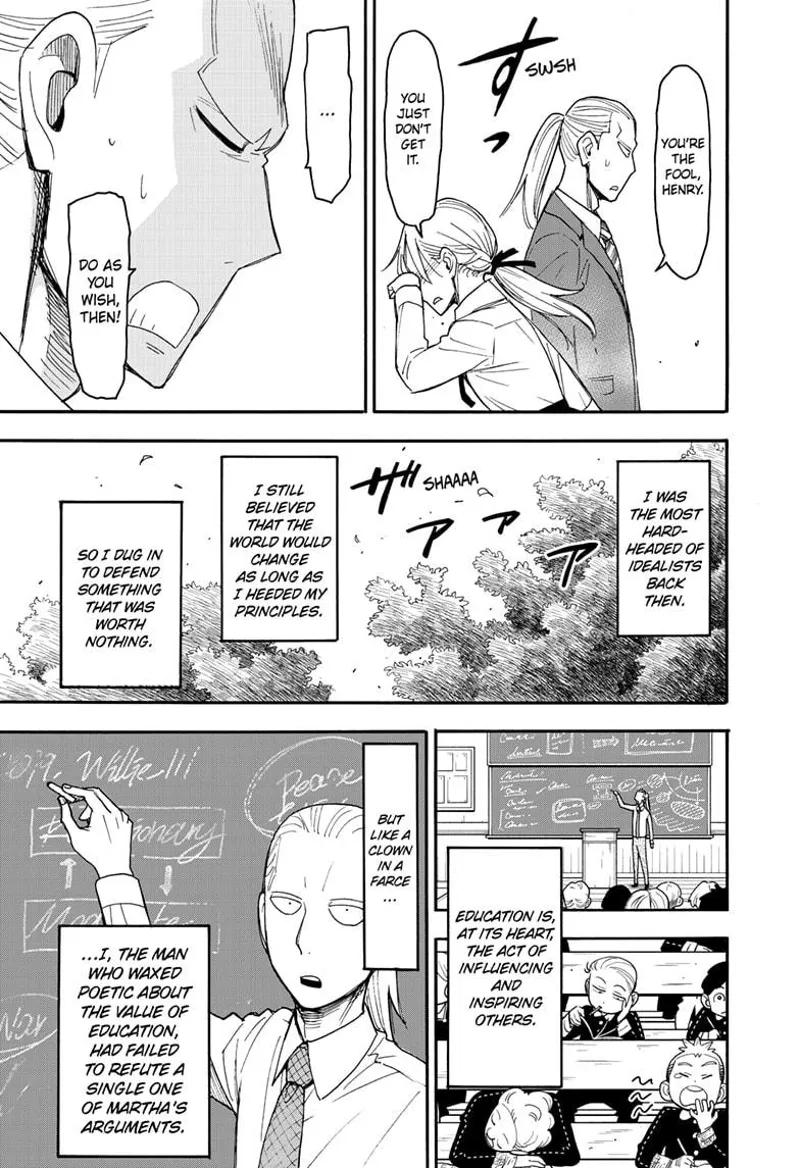 YOU'RE
THE
FOOL,
HENRY.
す
SWSH
YOU
JUST
DON'T
GET
IT.
...
DO AS
YOU
WISH,
THEN!
I WAS
THE MOST
HARD-
HEADED OF
IDEALISTS
BACK
THEN.
ザァァァ
SHAAAA
I STILL
BELIEVED
THAT THE
WORLD WOULD
CHANGE
AS LONG AS
I HEEDED MY
PRINCIPLES.
SO I DUG IN
TO DEFEND
SOMETHING
THAT WAS
WORTH
NOTHING.
EDUCATION IS,
AT ITS HEART,
THE ACT OF
INFLUENCING
AND
INSPIRING
OTHERS.
BUT
LIKE A
CLOWN
IN A
FARCE
...
Peace
...I, THE MAN
WHO WAXED
POETIC ABOUT
THE VALUE OF
EDUCATION,
HAD FAILED
TO REFUTE A
SINGLE ONE
OF MARTHA'S
ARGUMENTS.